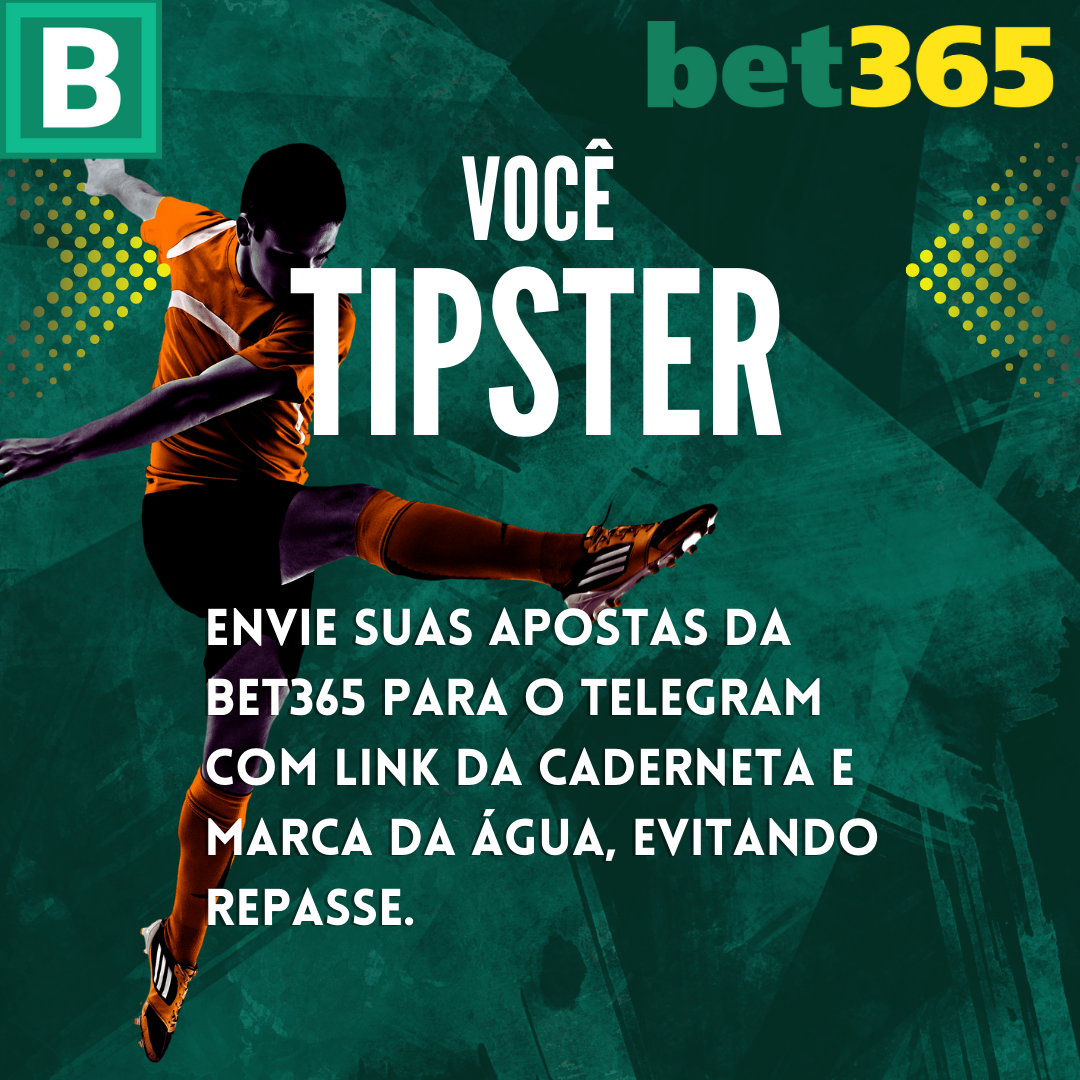 B
bet365
VOCÊ
TIPSTER
ENVIE SUAS APOSTAS DA
BET365 PARA O TELEGRAM
COM LINK DA CADERNETA E
MARCA DA ÁGUA, EVITANDO
REPASSE.